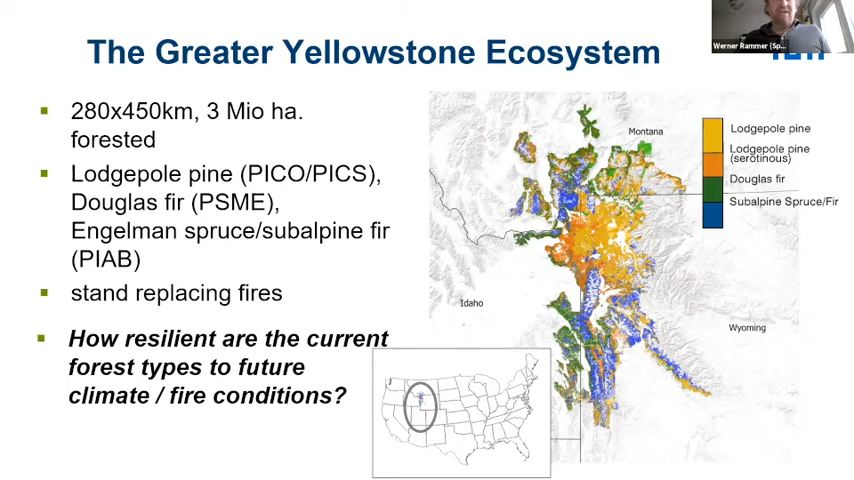 The Greater Yellowstone Ecosystem
Werner Rammer (Sp...
280x450km, 3 Mio ha.
forested
Lodgepole pine (PICO/PICS),
Douglas fir (PSME),
Engelman spruce/subalpine fir
(PIAB)
stand replacing fires
How resilient are the current
forest types to future
climate / fire conditions?
Montana
Idaho
Wyoming
Lodgepole pine
Lodgepole pine
(serotinous)
Douglas fir
Subalpine Spruce/Fir